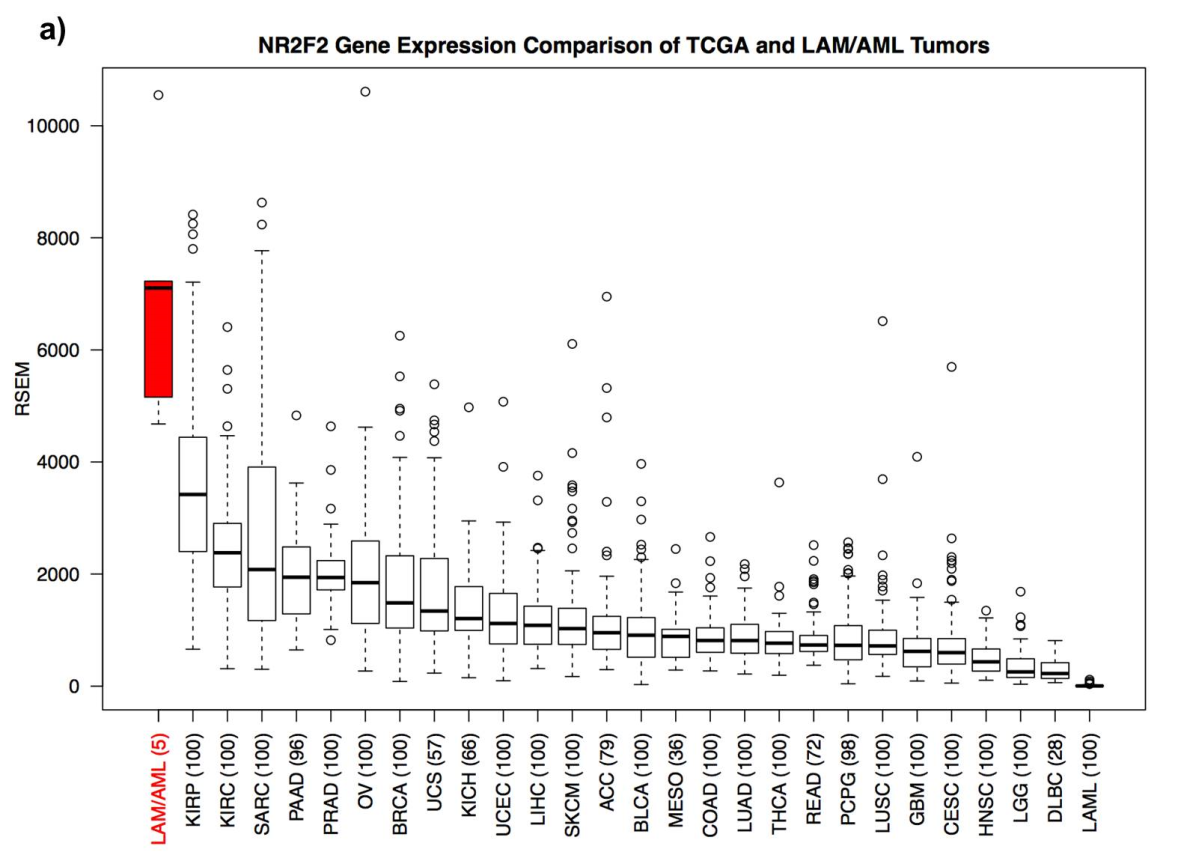 a)
NR2F2 Gene Expression Comparison of TCGA and LAM/AML Tumors
RSEM
10000
8000
6000
4000
2000
0
LAM/AML (5)
KIRP (100)
KIRC (100)
SARC (100)
PAAD (96)
PRAD (100)
OV (100)
BRCA (100)
UCS (57)
KICH (66)
UCEC (100)
LIHC (100)
SKCM (100)
ACC (79)
BLCA (100)
MESO (36)
COAD (100)
LUAD (100)
THCA (100)
READ (72)
PCPG (98)
LUSC (100)
GBM (100)
CESC (100)
HNSC (100)
LGG (100)
DLBC (28)
LAML (100)